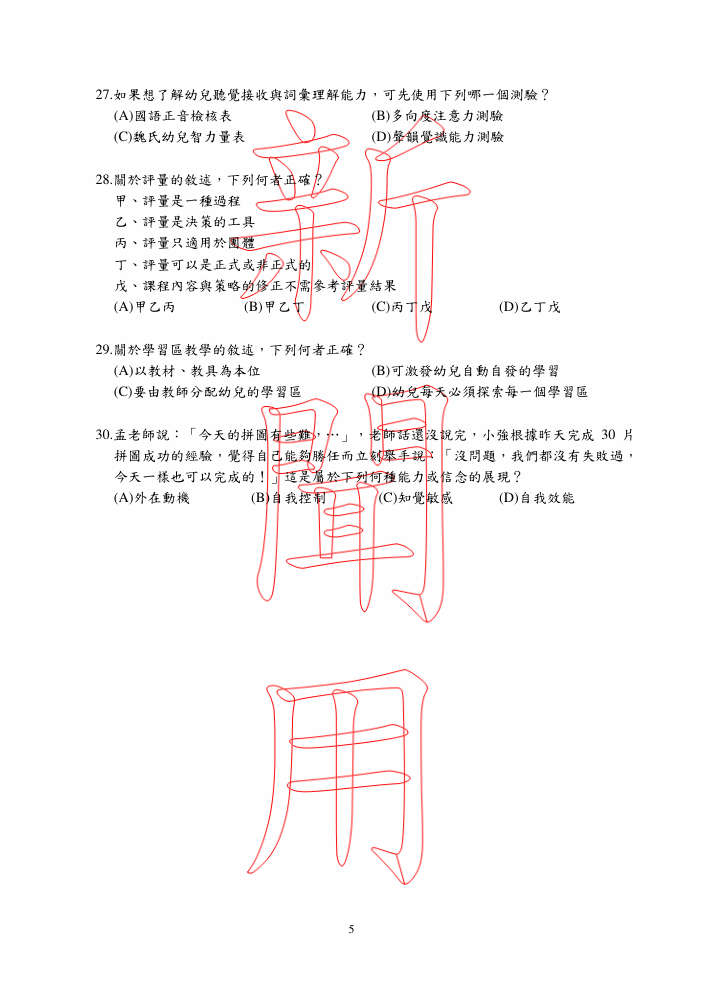 27.如果想了解幼兒聽覺接收與詞彙理解能力，可先使用下列哪一個測驗？
(A)國語正音檢核表 (B)多向度注意力測驗
(C)魏氏幼兒智力量表 (D)聲韻覺識能力測驗
28.關於評量的敘述，下列何者正確？
甲、評量是一種過程
乙、評量是決策的工具
丙、評量只適用於團體
丁、評量可以是正式或非正式的
戊、課程內容與策略的修正不需參考評量結果
(A)甲乙丙 (B)甲乙丁 (C)丙丁戊 (D)乙丁戊
29.關於學習區教學的敘述，下列何者正確？
(A)以教材、教具為本位 (B)可激發幼兒自動自發的學習
(C)要由教師分配幼兒的學習區 (D)幼兒每天必須探索每一個學習區
30.孟老師說：「今天的拼圖有些難，…」，老師話還沒說完，小強根據昨天完成 30 片
拼圖成功的經驗，覺得自己能夠勝任而立刻舉手說：「沒問題，我們都沒有失敗過，
今天一樣也可以完成的！」這是屬於下列何種能力或信念的展現？
(A)外在動機 (B)自我控制 (C)知覺敏感 (D)自我效能
新
聞
用
5